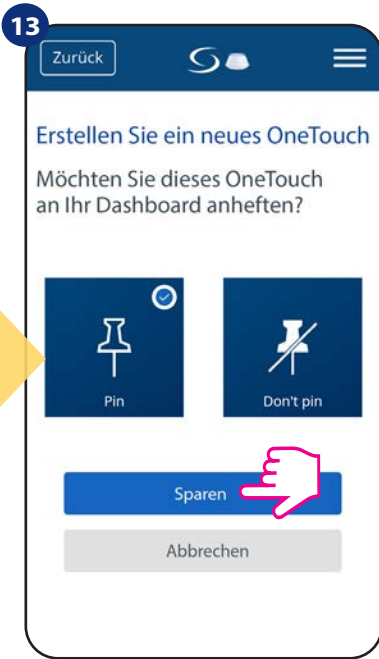 13
Zurück
Erstellen Sie ein neues OneTouch
Möchten Sie dieses OneTouch
an Ihr Dashboard anheften?
Pin
Don't pin
Sparen
Abbrechen